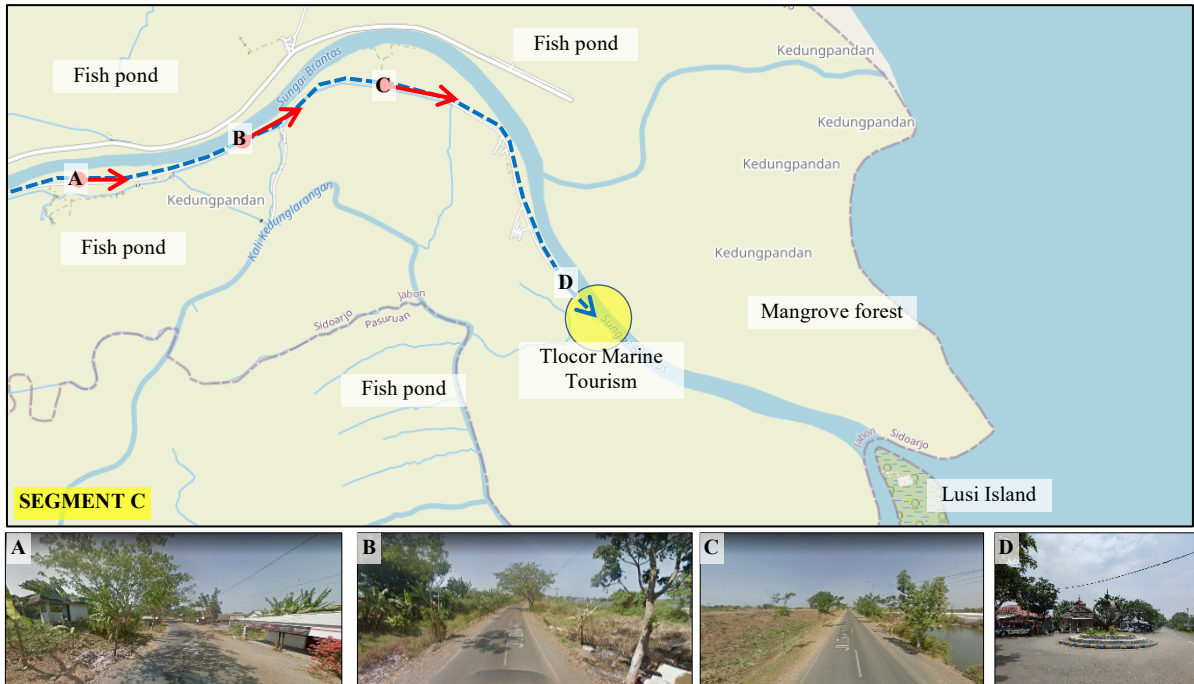 Fish pond
Fish pond
Kedungpandan
Sungai Brantas
C
B
Kedungpandan
A
Kedungpandan
Kedungpandan
Kali Kedunglarangan
Fish pond
Kedungpandan
D
Jabon
Sidoarjo
Pasuruan
Mangrove forest
Tlocor Marine
Tourism
Fish pond
Jabon
Sidoarjo
SEGMENT C
Lusi Island
A
B
C
D